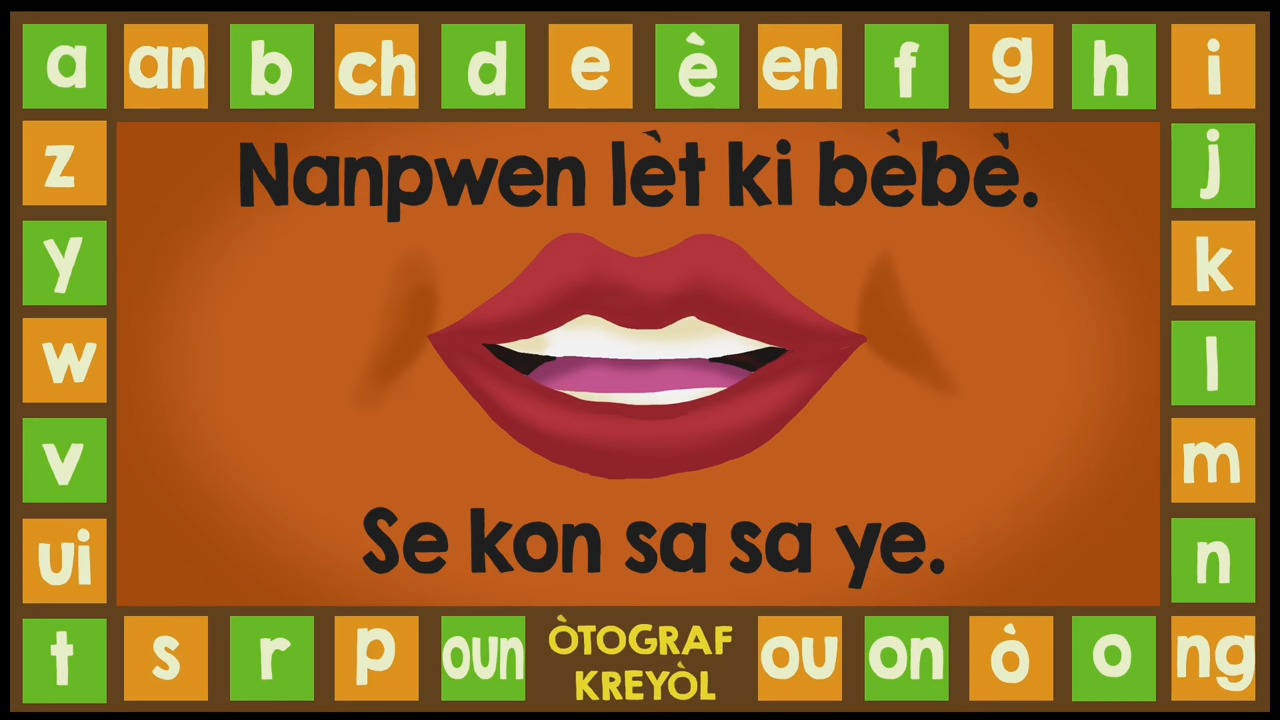 a an b ch d e è en f g h i
z
Nanpwen lèt ki bèbè.
j
y
k
w
l
v
m
Se kon sa sa ye.
ui
n
t s r p oun ÒTOGRAF KREYÒL ou on ò o ng